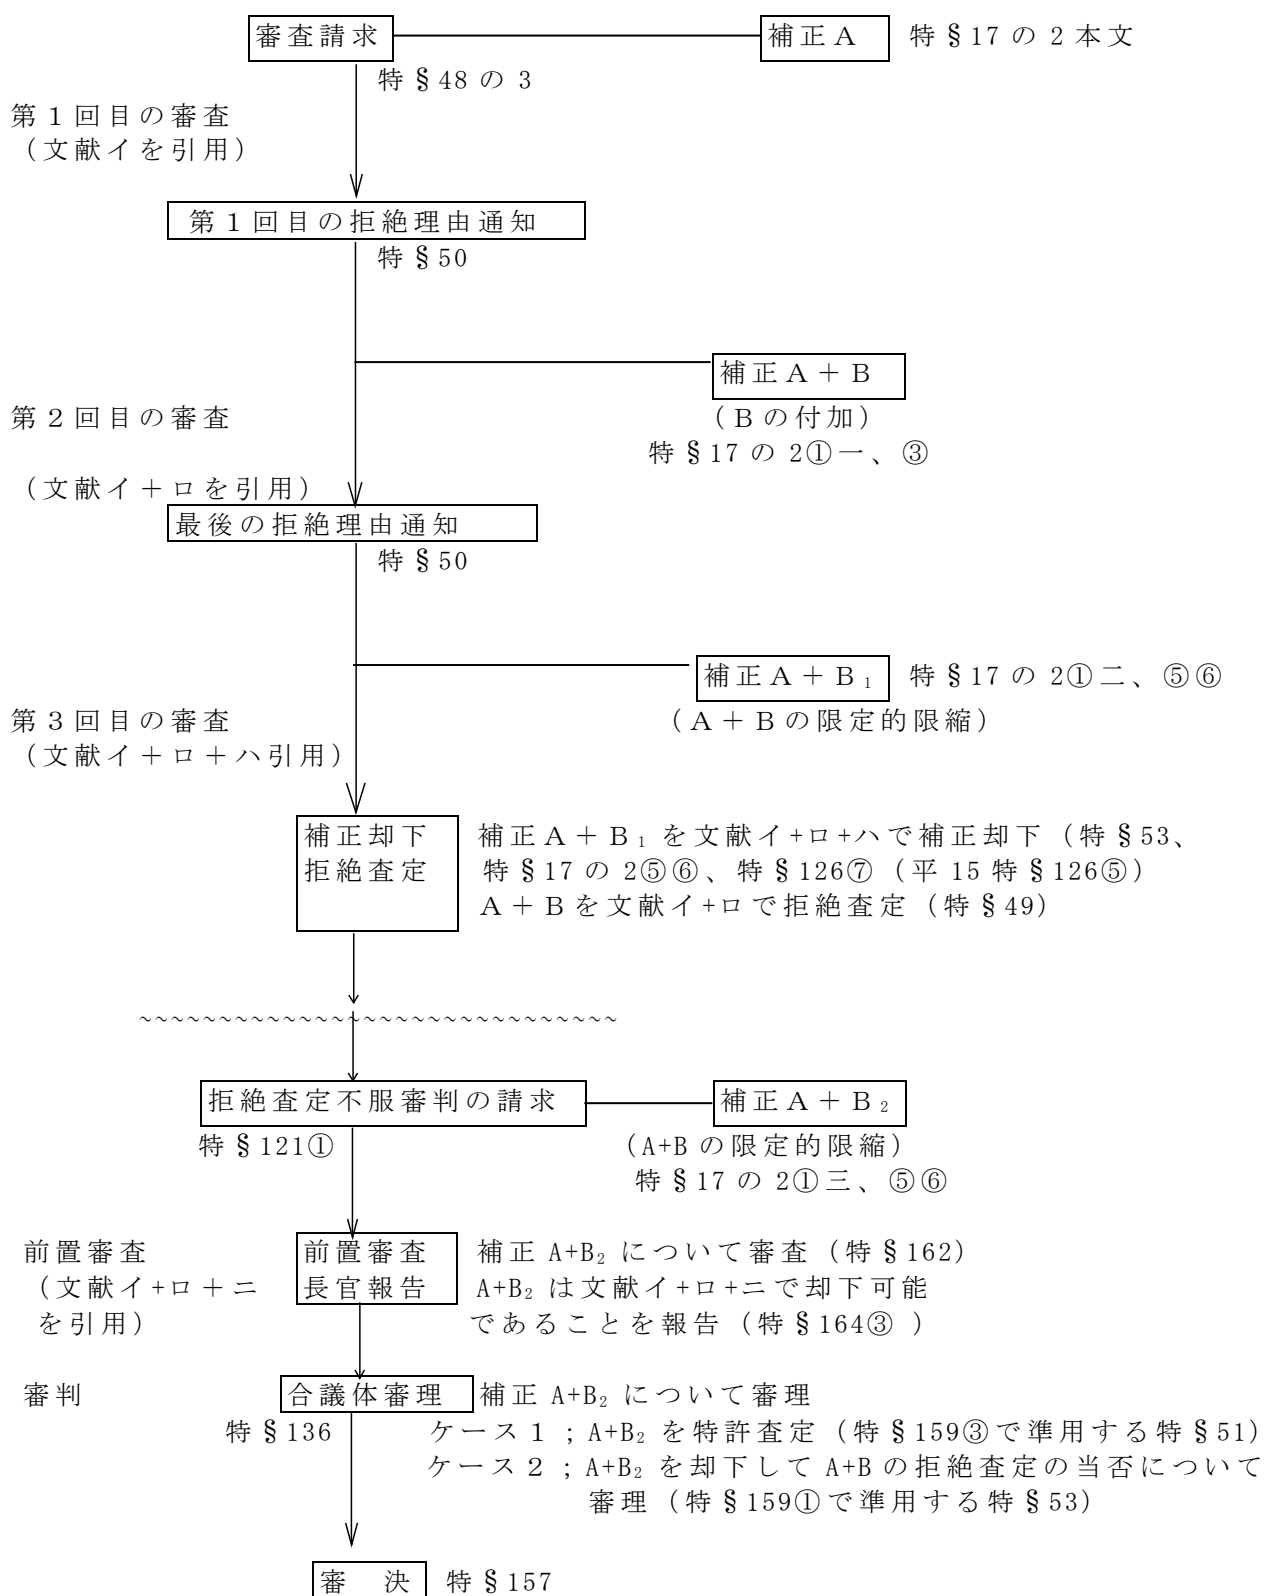 審査請求
補正A 特§17の2本文
特§48の3
第1回目の審査
(文献イを引用)
第1回目の拒絶理由通知
特§50
補正A+B
(Bの付加)
特§17の2①一、③
第2回目の審査
(文献イ+ロを引用)
最後の拒絶理由通知
特§50
補正A+B₁ 特§17の2①二、⑤⑥
(A+Bの限定的限縮)
第3回目の審査
(文献イ+ロ+ハ引用)
補正却下
拒絶査定
補正A+B₁を文献イ+ロ+ハで補正却下(特§53、
特§17の2⑤⑥、特§126⑦(平15特§126⑤)
A+Bを文献イ+ロで拒絶査定(特§49)
~~~~~~~~~~~~~~~~~~~~~~~~~~~~~~
拒絶査定不服審判の請求
補正A+B₂
特§121①
(A+Bの限定的限縮)
特§17の2①三、⑤⑥
前置審査
(文献イ+ロ+ニ
を引用)
前置審査
長官報告
補正A+B₂について審査(特§162)
A+B₂は文献イ+ロ+ニで却下可能
であることを報告(特§164③ )
審判
合議体審理
補正A+B₂について審理
特§136
ケース1;A+B₂を特許査定(特§159③で準用する特§51)
ケース2;A+B₂を却下してA+Bの拒絶査定の当否について
審理(特§159①で準用する特§53)
審 決 特§157